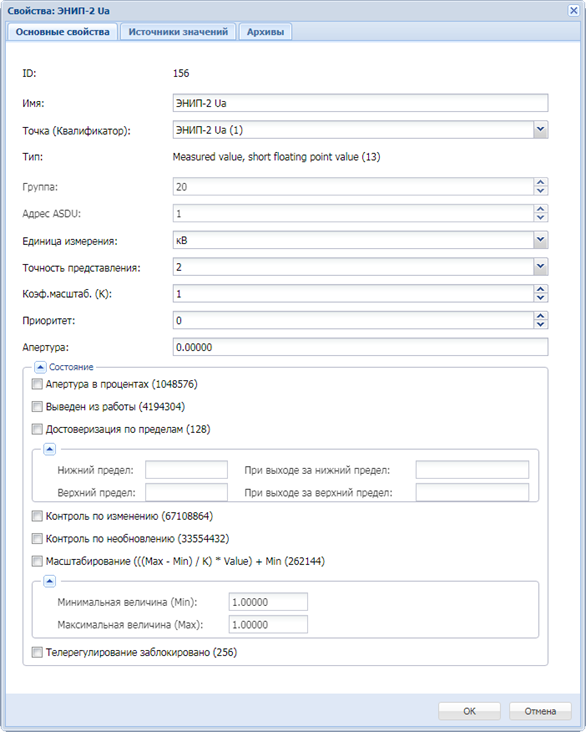 Свойства: ЭНИП-2 Ua
Основные свойства Источники значений Архивы
ID: 156
Имя: ЭНИП-2 Ua
Точка (Квалификатор): ЭНИП-2 Ua (1)
Тип: Measured value, short floating point value (13)
Группа: 20
Адрес ASDU: 1
Единица измерения: кВ
Точность представления: 2
Коэф.масштаб. (К): 1
Приоритет: 0
Апертура: 0.00000
Состояние
Апертура в процентах (1048576)
Выведен из работы (4194304)
Достоверизация по пределам (128)
Нижний предел: При выходе за нижний предел:
Верхний предел: При выходе за верхний предел:
Контроль по изменению (67108864)
Контроль по необновлению (33554432)
Масштабирование (((Max - Min) / K) * Value) + Min (262144)
Минимальная величина (Min): 1.00000
Максимальная величина (Max): 1.00000
Телерегулирование заблокировано (256)
OK Отмена